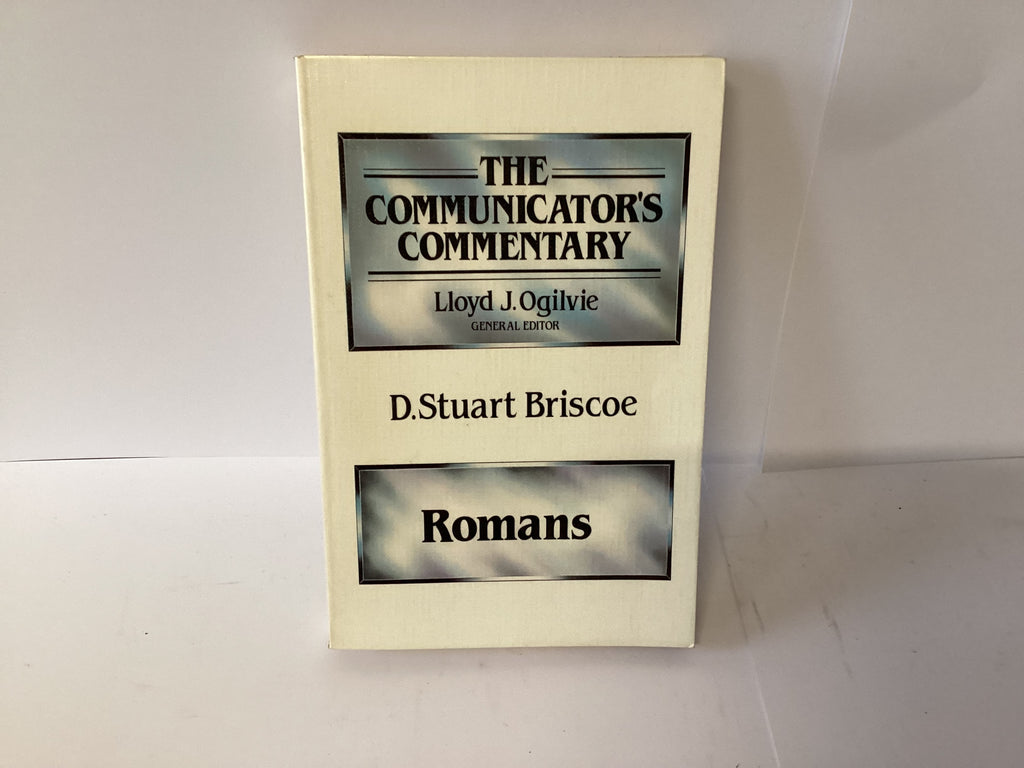 THE
COMMUNICATOR'S
COMMENTARY
Lloyd J. Ogilvie
GENERAL EDITOR
D. Stuart Briscoe
Romans